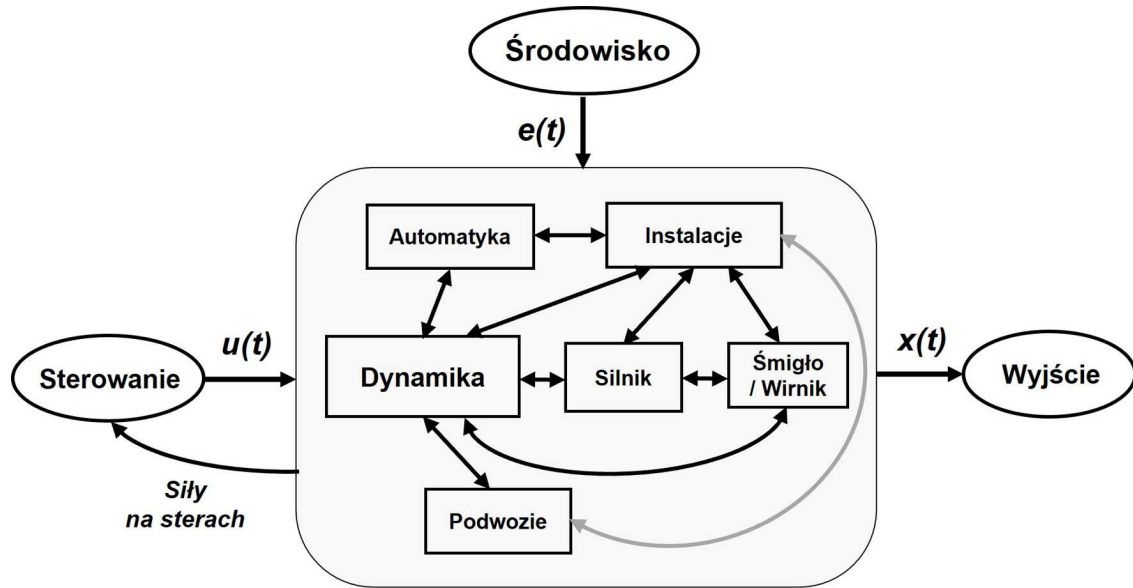 Środowisko
e(t)
Automatyka
Instalacje
u(t)
x(t)
Sterowanie
Dynamika
Silnik
Śmigło
/ Wirnik
Wyjście
Siły
na sterach
Podwozie